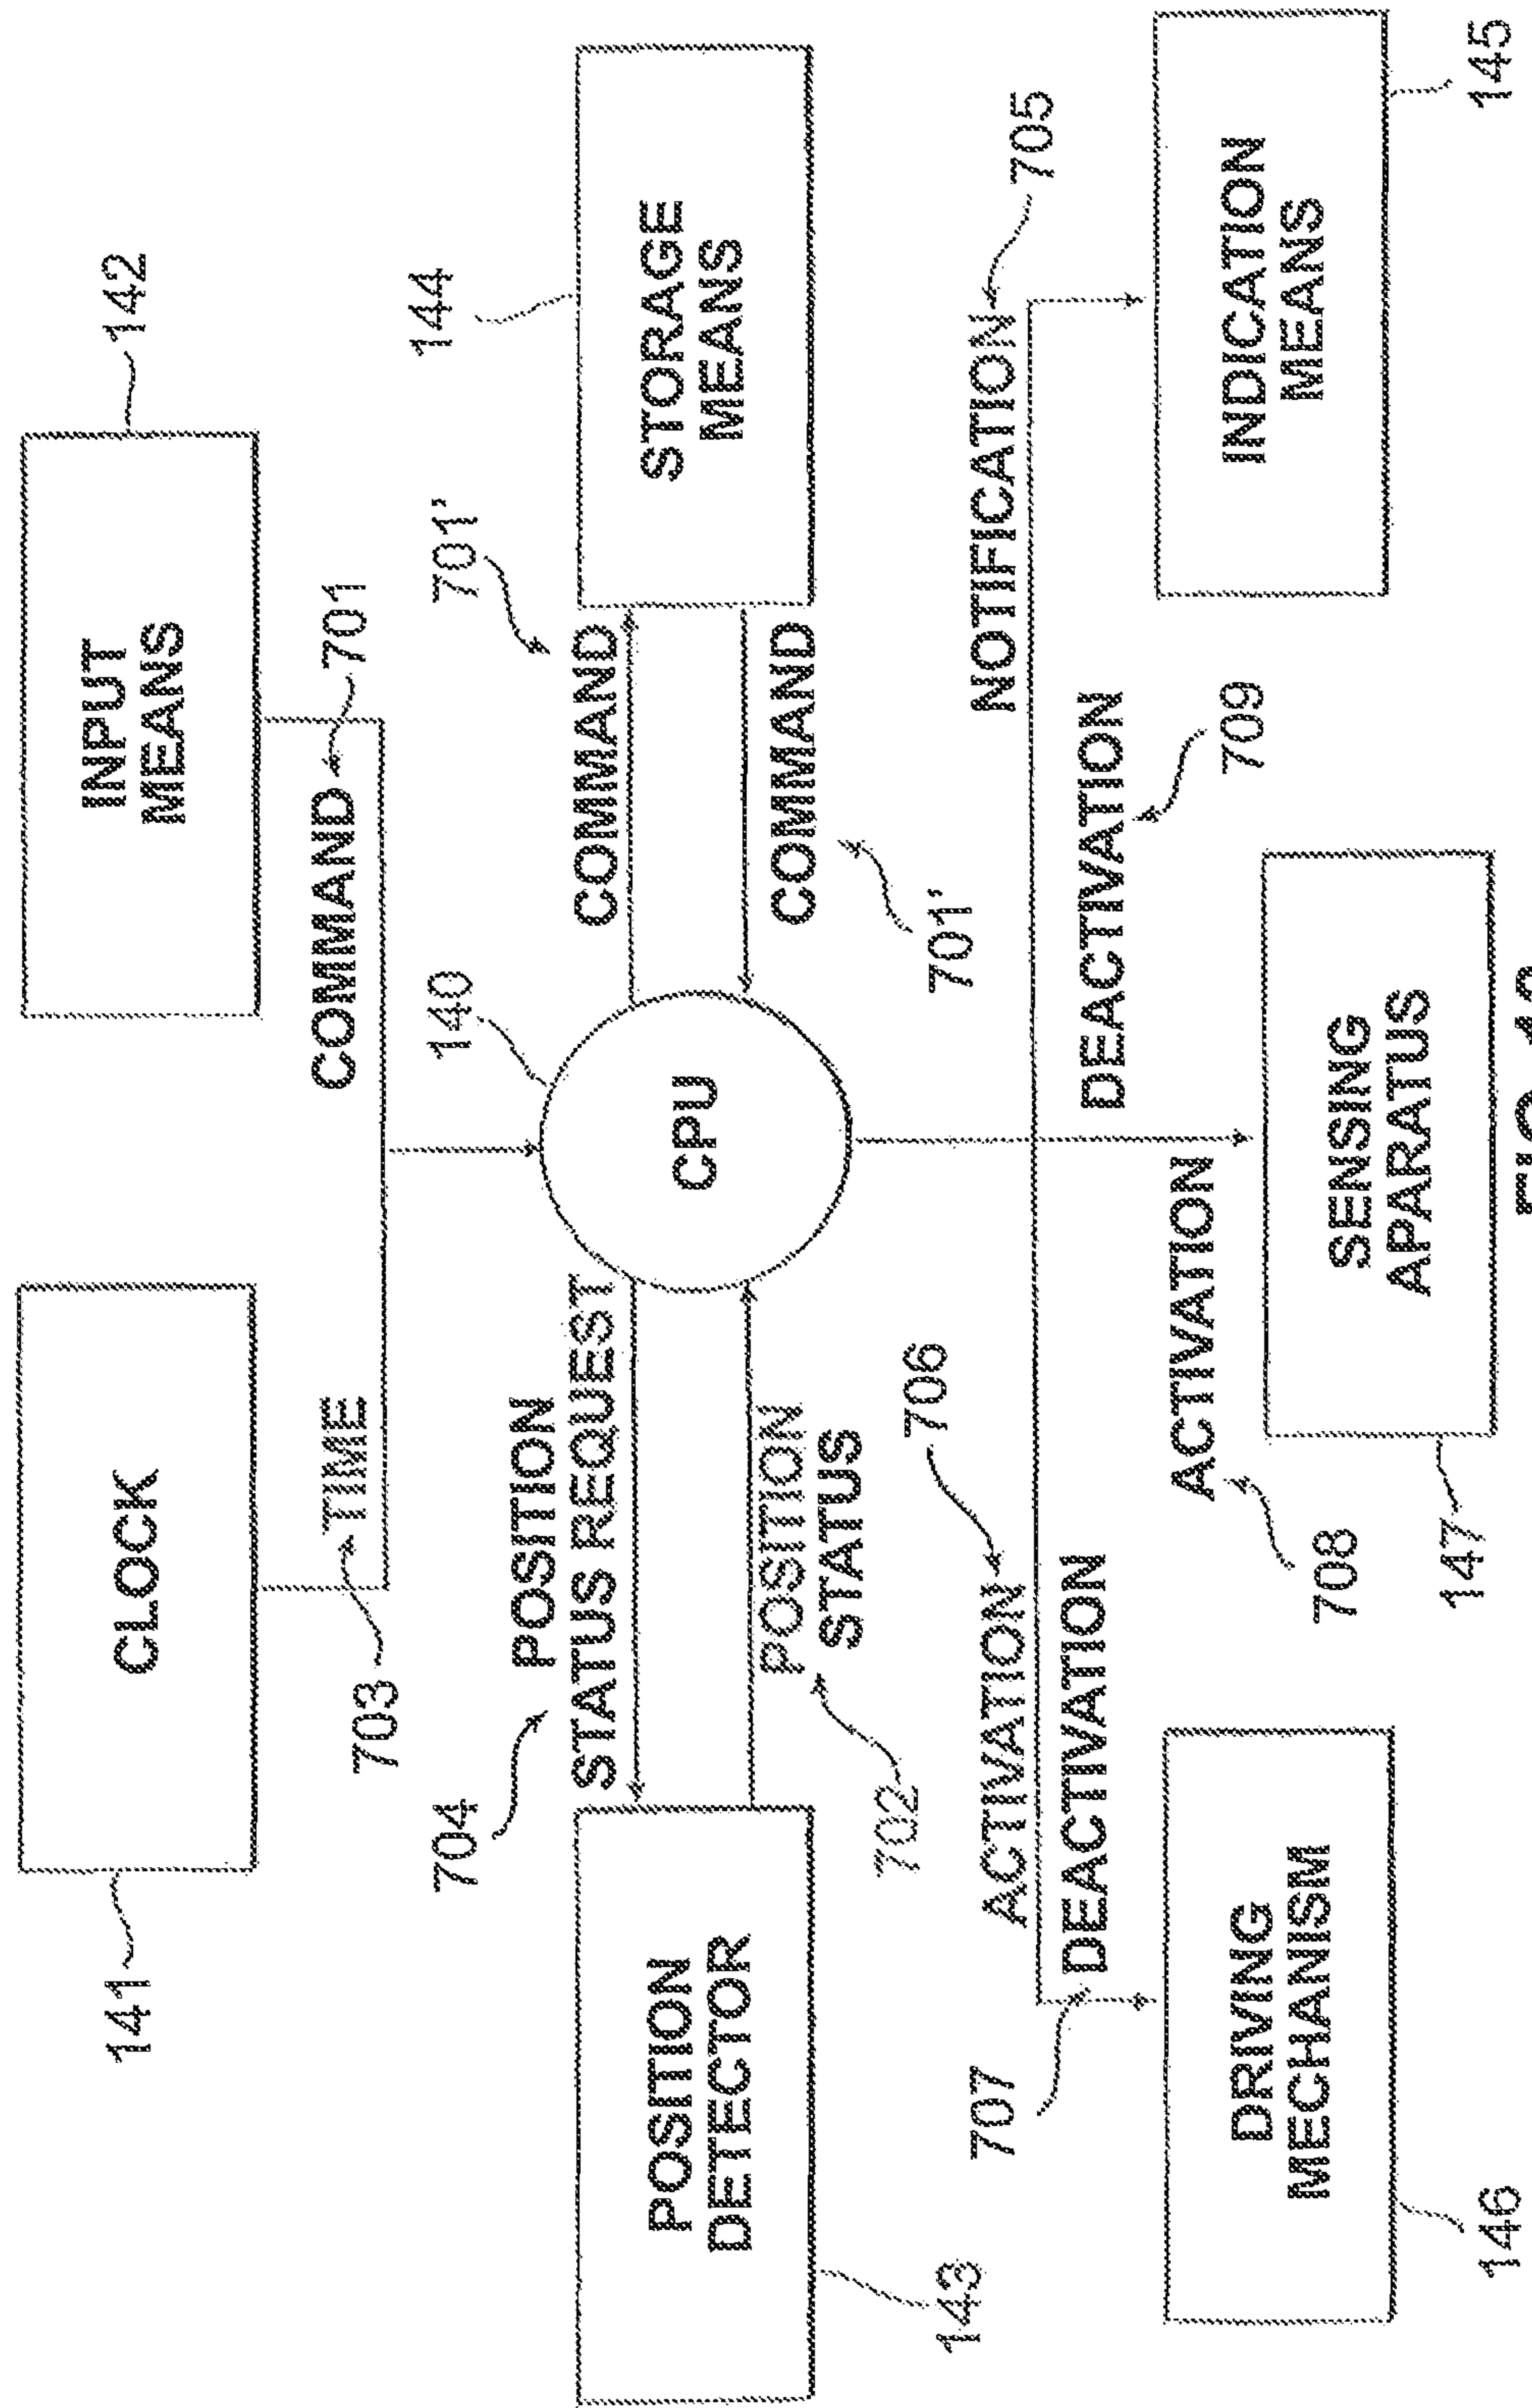 141
CLOCK
INPUT
MEANS
142
703
TIME
COMMAND
701
704
POSITION
STATUS REQUEST
140
701'
144
POSITION
DETECTOR
CPU
COMMAND
STORAGE
MEANS
POSITION
STATUS
COMMAND
143
702
701'
707
ACTIVATION
706
NOTIFICATION
705
DEACTIVATION
DEACTIVATION
709
DRIVING
MECHANISM
ACTIVATION
INDICATION
MEANS
708
SENSING
APARATUS
146
147
145